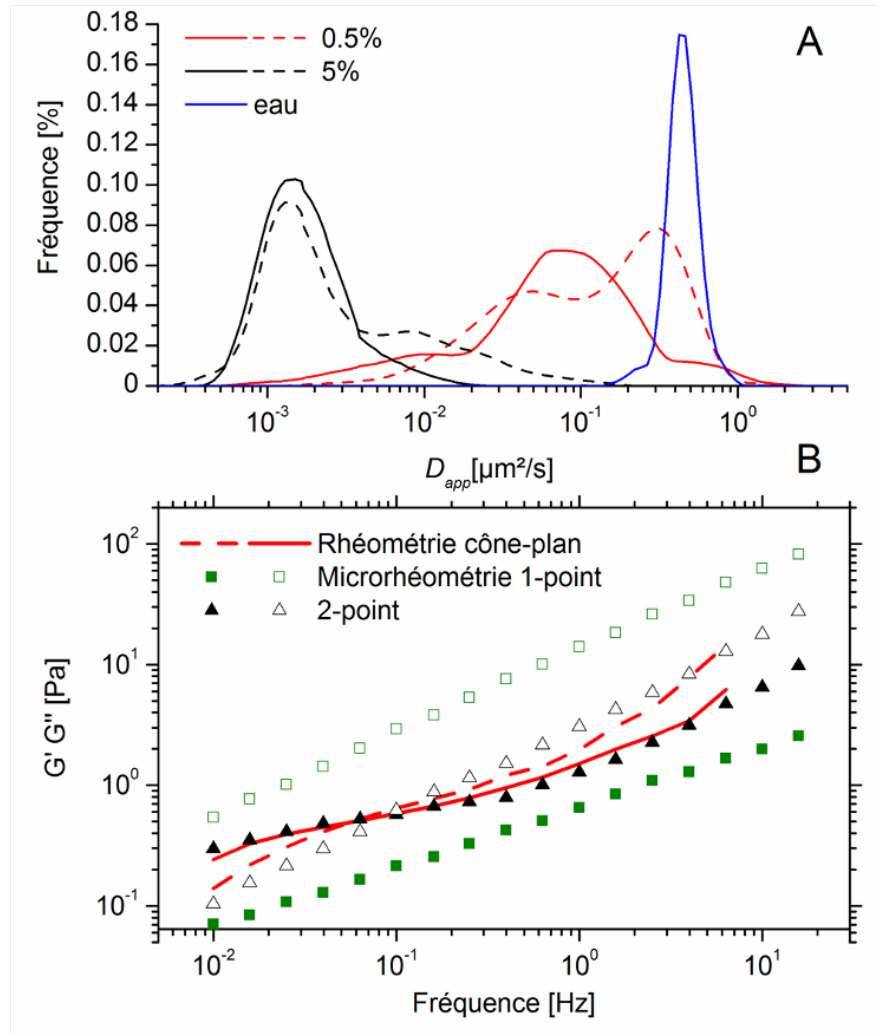 A
0.18
0.16
0.14
0.12
0.10
0.08
0.06
0.04
0.02
0
Fréquence [%]
0.5%
5%
eau
10⁻³ 10⁻² 10⁻¹ 10⁰
D_app[µm²/s]
B
Rhéométrie cône-plan
Microrhéométrie 1-point
2-point
10²
10¹
10⁰
10⁻¹
G' G" [Pa]
10⁻² 10⁻¹ 10⁰ 10¹
Fréquence [Hz]